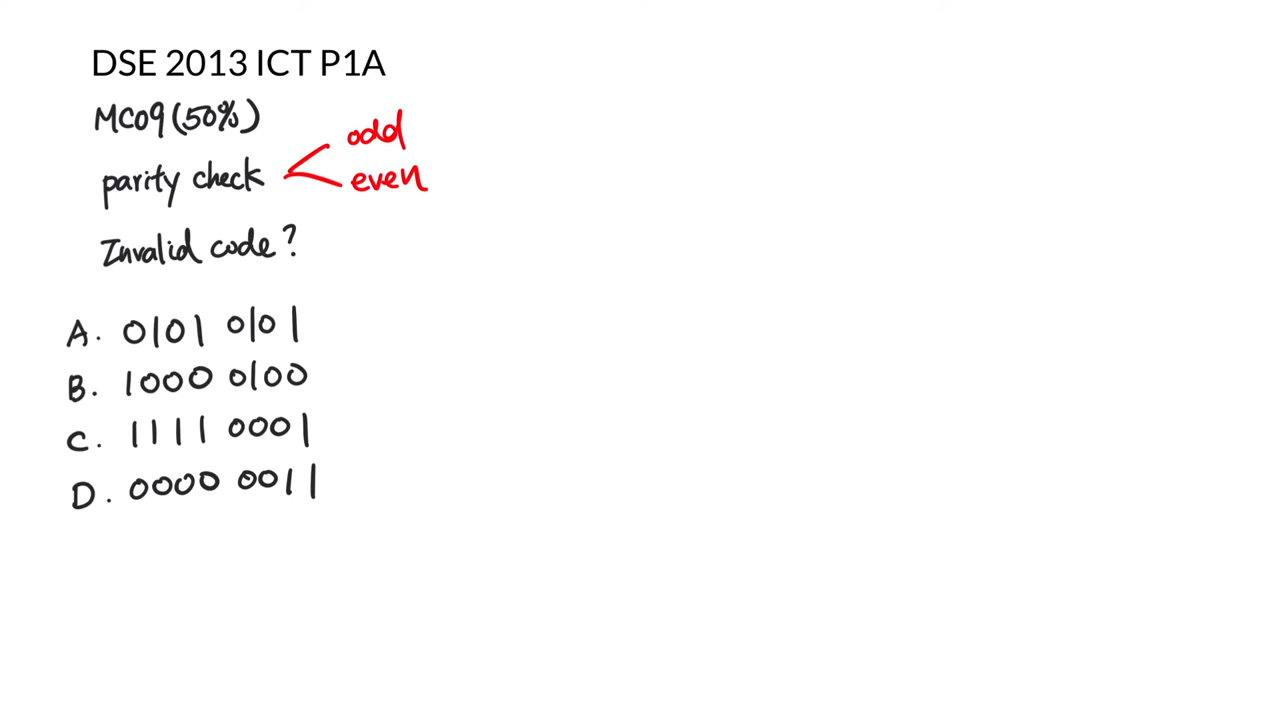 DSE 2013 ICT P1A
MC09(50%)
parity check
odd
even
Invalid code?
A. 0101 0101
B. 1000 0100
C. 1111 0001
D. 0000 0011